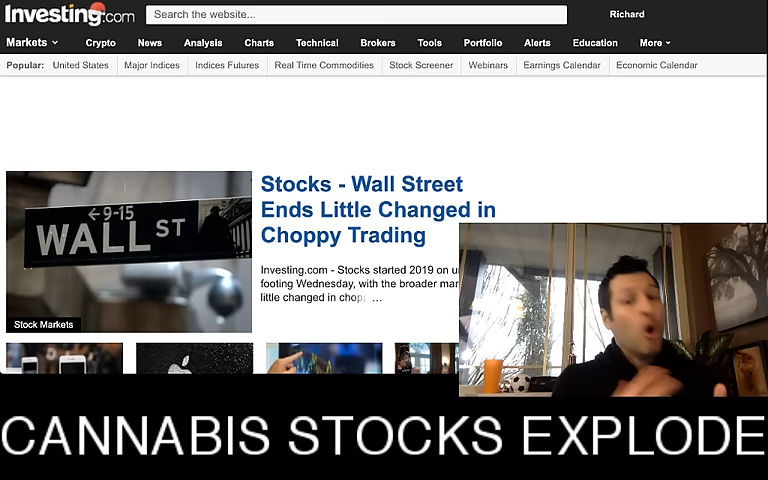 Investing.com
Search the website...
Richard
Markets
Crypto
News
Analysis
Charts
Technical
Brokers
Tools
Portfolio
Alerts
Education
More
Popular:
United States
Major Indices
Indices Futures
Real Time Commodities
Stock Screener
Webinars
Earnings Calendar
Economic Calendar
←9-15
WALL ST
Stock Markets
Stocks - Wall Street
Ends Little Changed in
Choppy Trading
Investing.com - Stocks started 2019 on
footing Wednesday, with the broader
little changed in ...
CANNABIS STOCKS EXPLODE